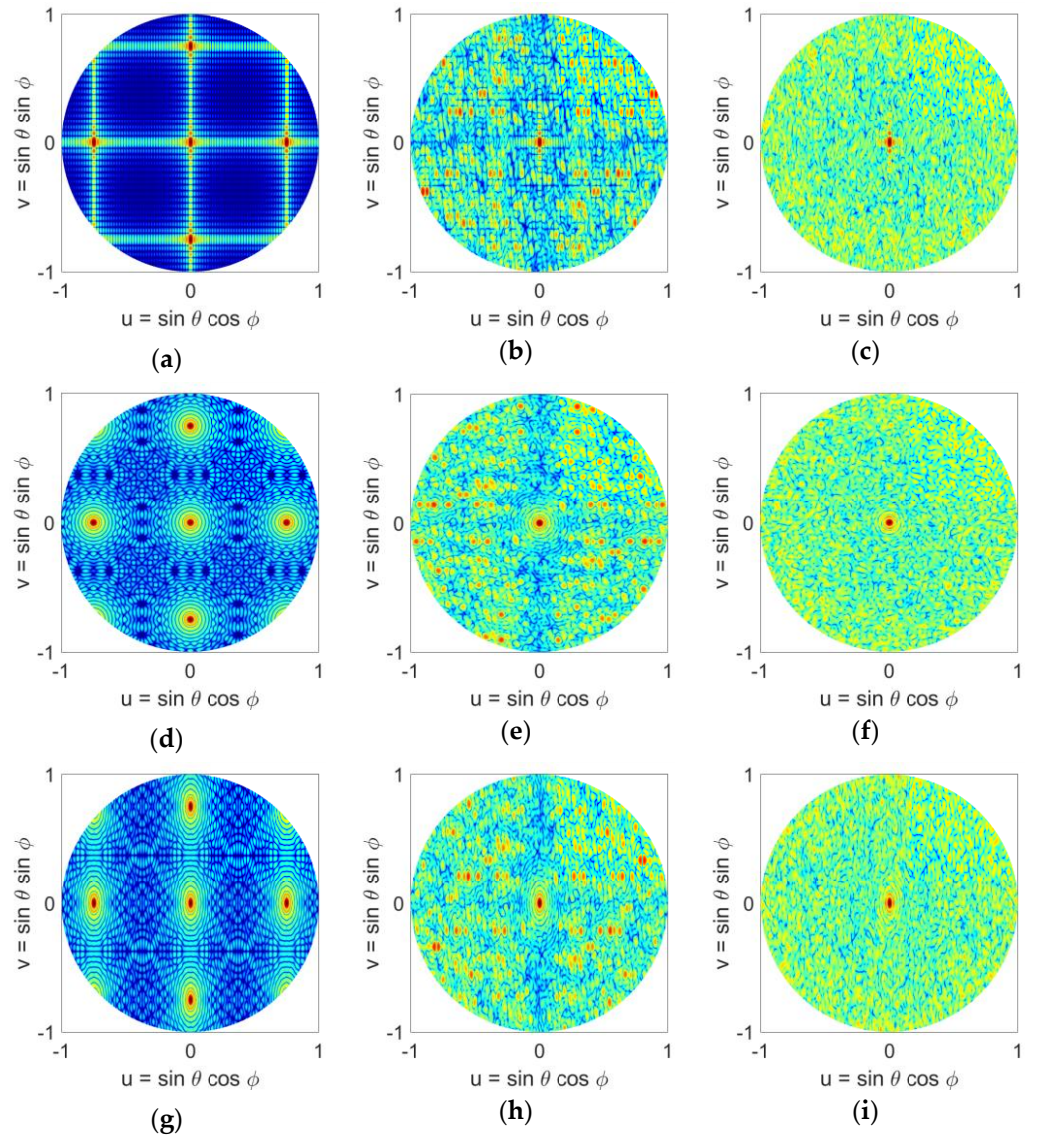 1
0
-1
v = sin θ sin ϕ
-1 0 1
u = sin θ cos ϕ
(a)
1
0
-1
v = sin θ sin ϕ
-1 0 1
u = sin θ cos ϕ
(b)
1
0
-1
v = sin θ sin ϕ
-1 0 1
u = sin θ cos ϕ
(c)
1
0
-1
v = sin θ sin ϕ
-1 0 1
u = sin θ cos ϕ
(d)
1
0
-1
v = sin θ sin ϕ
-1 0 1
u = sin θ cos ϕ
(e)
1
0
-1
v = sin θ sin ϕ
-1 0 1
u = sin θ cos ϕ
(f)
1
0
-1
v = sin θ sin ϕ
-1 0 1
u = sin θ cos ϕ
(g)
1
0
-1
v = sin θ sin ϕ
-1 0 1
u = sin θ cos ϕ
(h)
1
0
-1
v = sin θ sin ϕ
-1 0 1
u = sin θ cos ϕ
(i)